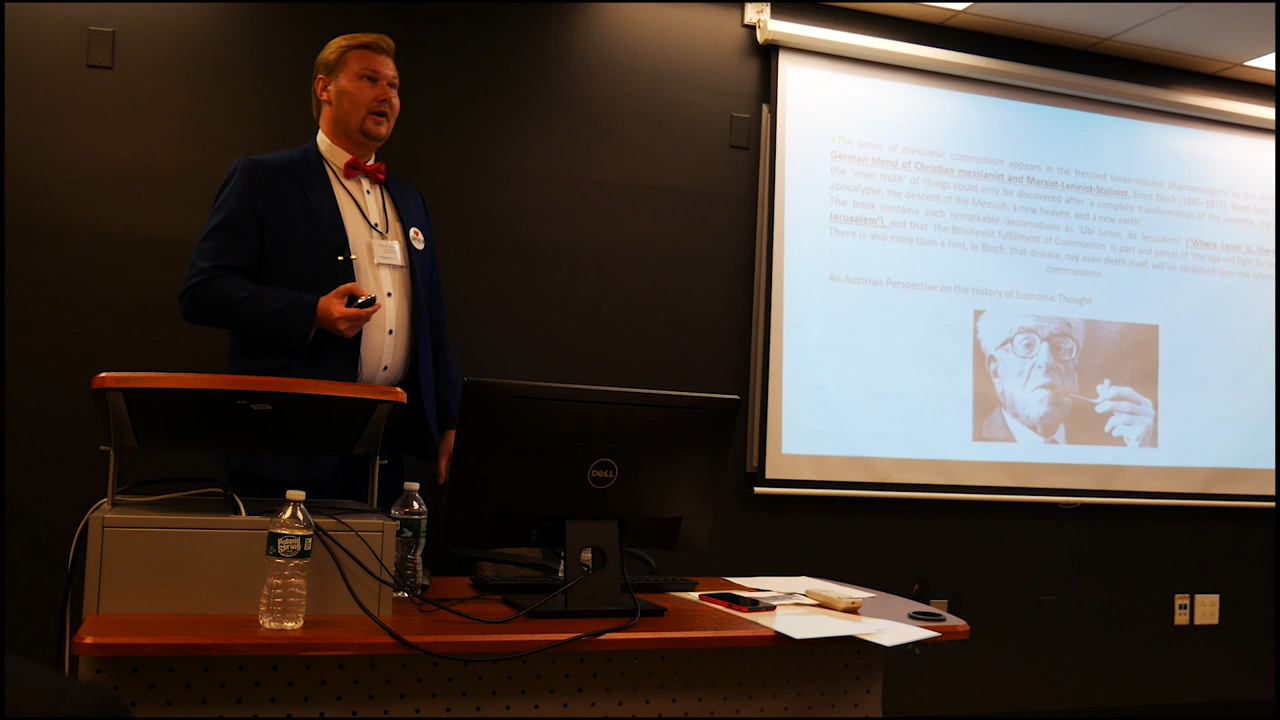 «The acme of messianic communism appears in the frenzied three-volume phantasmagoria by the
German blend of Christian messianist and Marxist-Leninist-Stalinist, Ernst Bloch (1885–1977). Bloch
the 'inner truth' of things could only be discovered after 'a complete transformation of the universe, a
apocalypse, the descent of the Messiah, a new heaven, and a new earth'.
The book contains such remarkable declarations as 'Ubi Lenin, ibi Jerusalem' ('Where Lenin is, there
Jerusalem'), and that 'the Bolshevist fulfillment of Communism' is part and parcel of 'the age-old fight for
There is also more than a hint, in Bloch, that disease, nay even death itself, will be abolished upon the
communism».
An Austrian Perspective on the History of Economic Thought
DELL
Poland
Spring